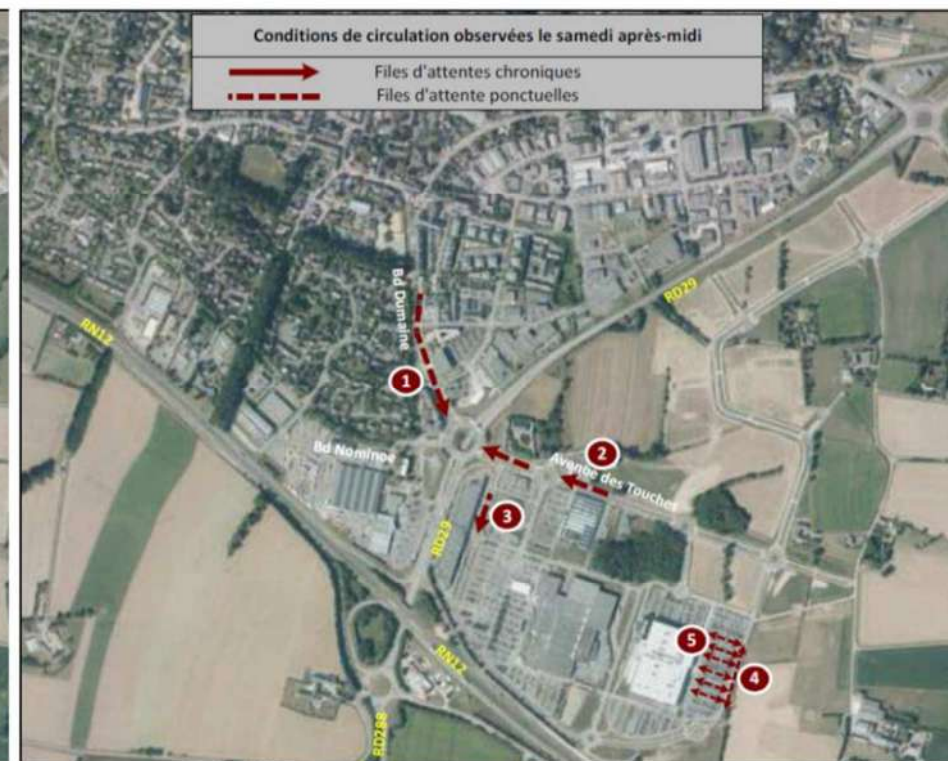 Conditions de circulation observées le samedi après-midi
Files d'attentes chroniques
Files d'attente ponctuelles
RD29
Bd Dumaine
RN12
1
Bd Nominoe
2
Avenue des Touches
3
RD29
RN12
5
4
RD288